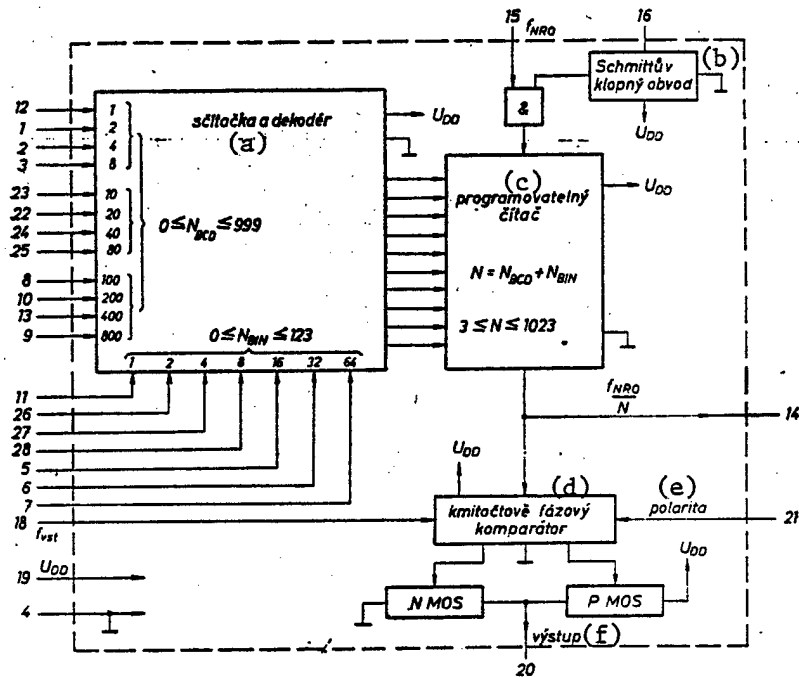 15 f_NRO 16
(b)
Schmittův
klopný obvod
U_DD
&
12 1
1 2
2 4
3 8
23 10
22 20
24 40
25 80
8 100
10 200
13 400
9 800
sčítačka a dekodér
(a)
U_DD
0 ≤ N_BCD ≤ 999
0 ≤ N_BIN ≤ 123
1 2 4 8 16 32 64
(c)
programovatelný
čítač
N = N_BCD + N_BIN
3 ≤ N ≤ 1023
U_DD
11
26
27
28
5
6
7
18
f_vst
f_NRO
N
14
U_DD
(d)
kmitočtově fázový
komparátor
(e)
polarita
21
19 U_DD
4
N MOS
P MOS
U_DD
výstup (f)
20